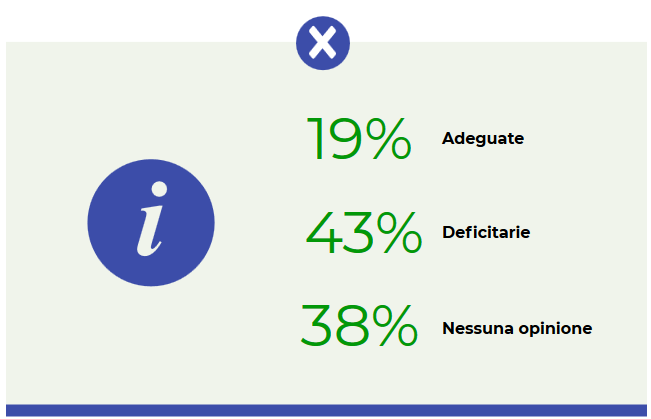 19% Adeguate
43% Deficitarie
38% Nessuna opinione